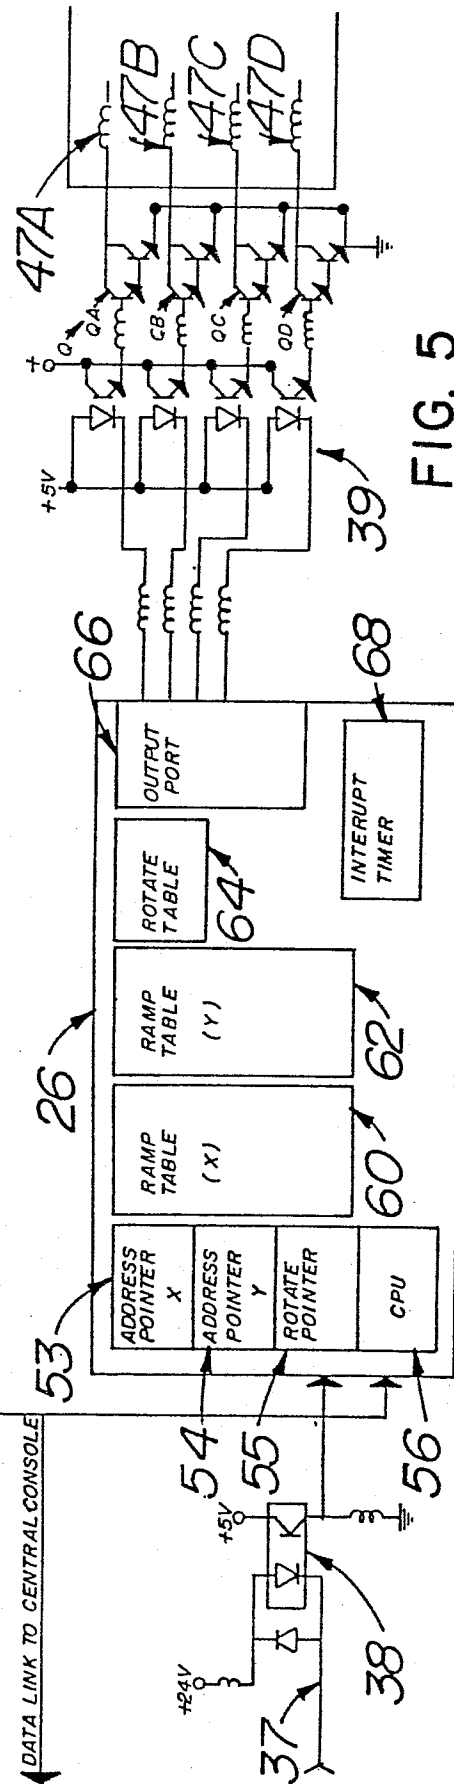 DATA LINK TO CENTRAL CONSOLE
+24V
37
38
+5V
53
54
55
56
26
ADDRESS
POINTER
X
ADDRESS
POINTER
Y
ROTATE
POINTER
CPU
RAMP
TABLE
(X)
60
RAMP
TABLE
(Y)
62
ROTATE
TABLE
64
OUTPUT
PORT
66
INTERUPT
TIMER
68
+5V
+
39
Q
QA
QB
QC
QD
47A
47B
47C
47D
FIG. 5